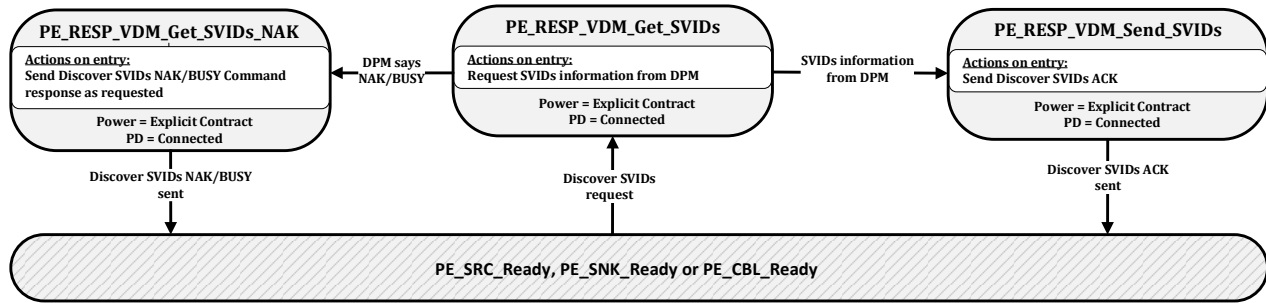 PE_RESP_VDM_Get_SVIDs_NAK
Actions on entry:
Send Discover SVIDs NAK/BUSY Command
response as requested
Power = Explicit Contract
PD = Connected
DPM says
NAK/BUSY
PE_RESP_VDM_Get_SVIDs
Actions on entry:
Request SVIDs information from DPM
Power = Explicit Contract
PD = Connected
SVIDs information
from DPM
PE_RESP_VDM_Send_SVIDs
Actions on entry:
Send Discover SVIDs ACK
Power = Explicit Contract
PD = Connected
Discover SVIDs NAK/BUSY
sent
Discover SVIDs
request
Discover SVIDs ACK
sent
PE_SRC_Ready, PE_SNK_Ready or PE_CBL_Ready